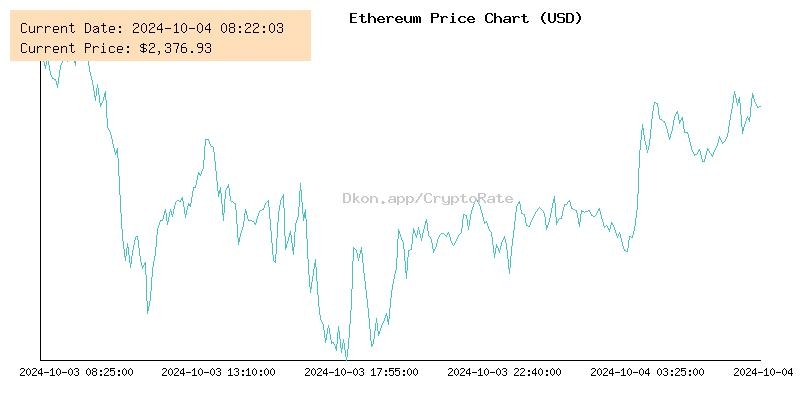 Ethereum Price Chart (USD)
Current Date: 2024-10-04 08:22:03
Current Price: $2,376.93
Dkon.app/CryptoRate
2024-10-03 08:25:00 2024-10-03 13:10:00 2024-10-03 17:55:00 2024-10-03 22:40:00 2024-10-04 03:25:00 2024-10-04